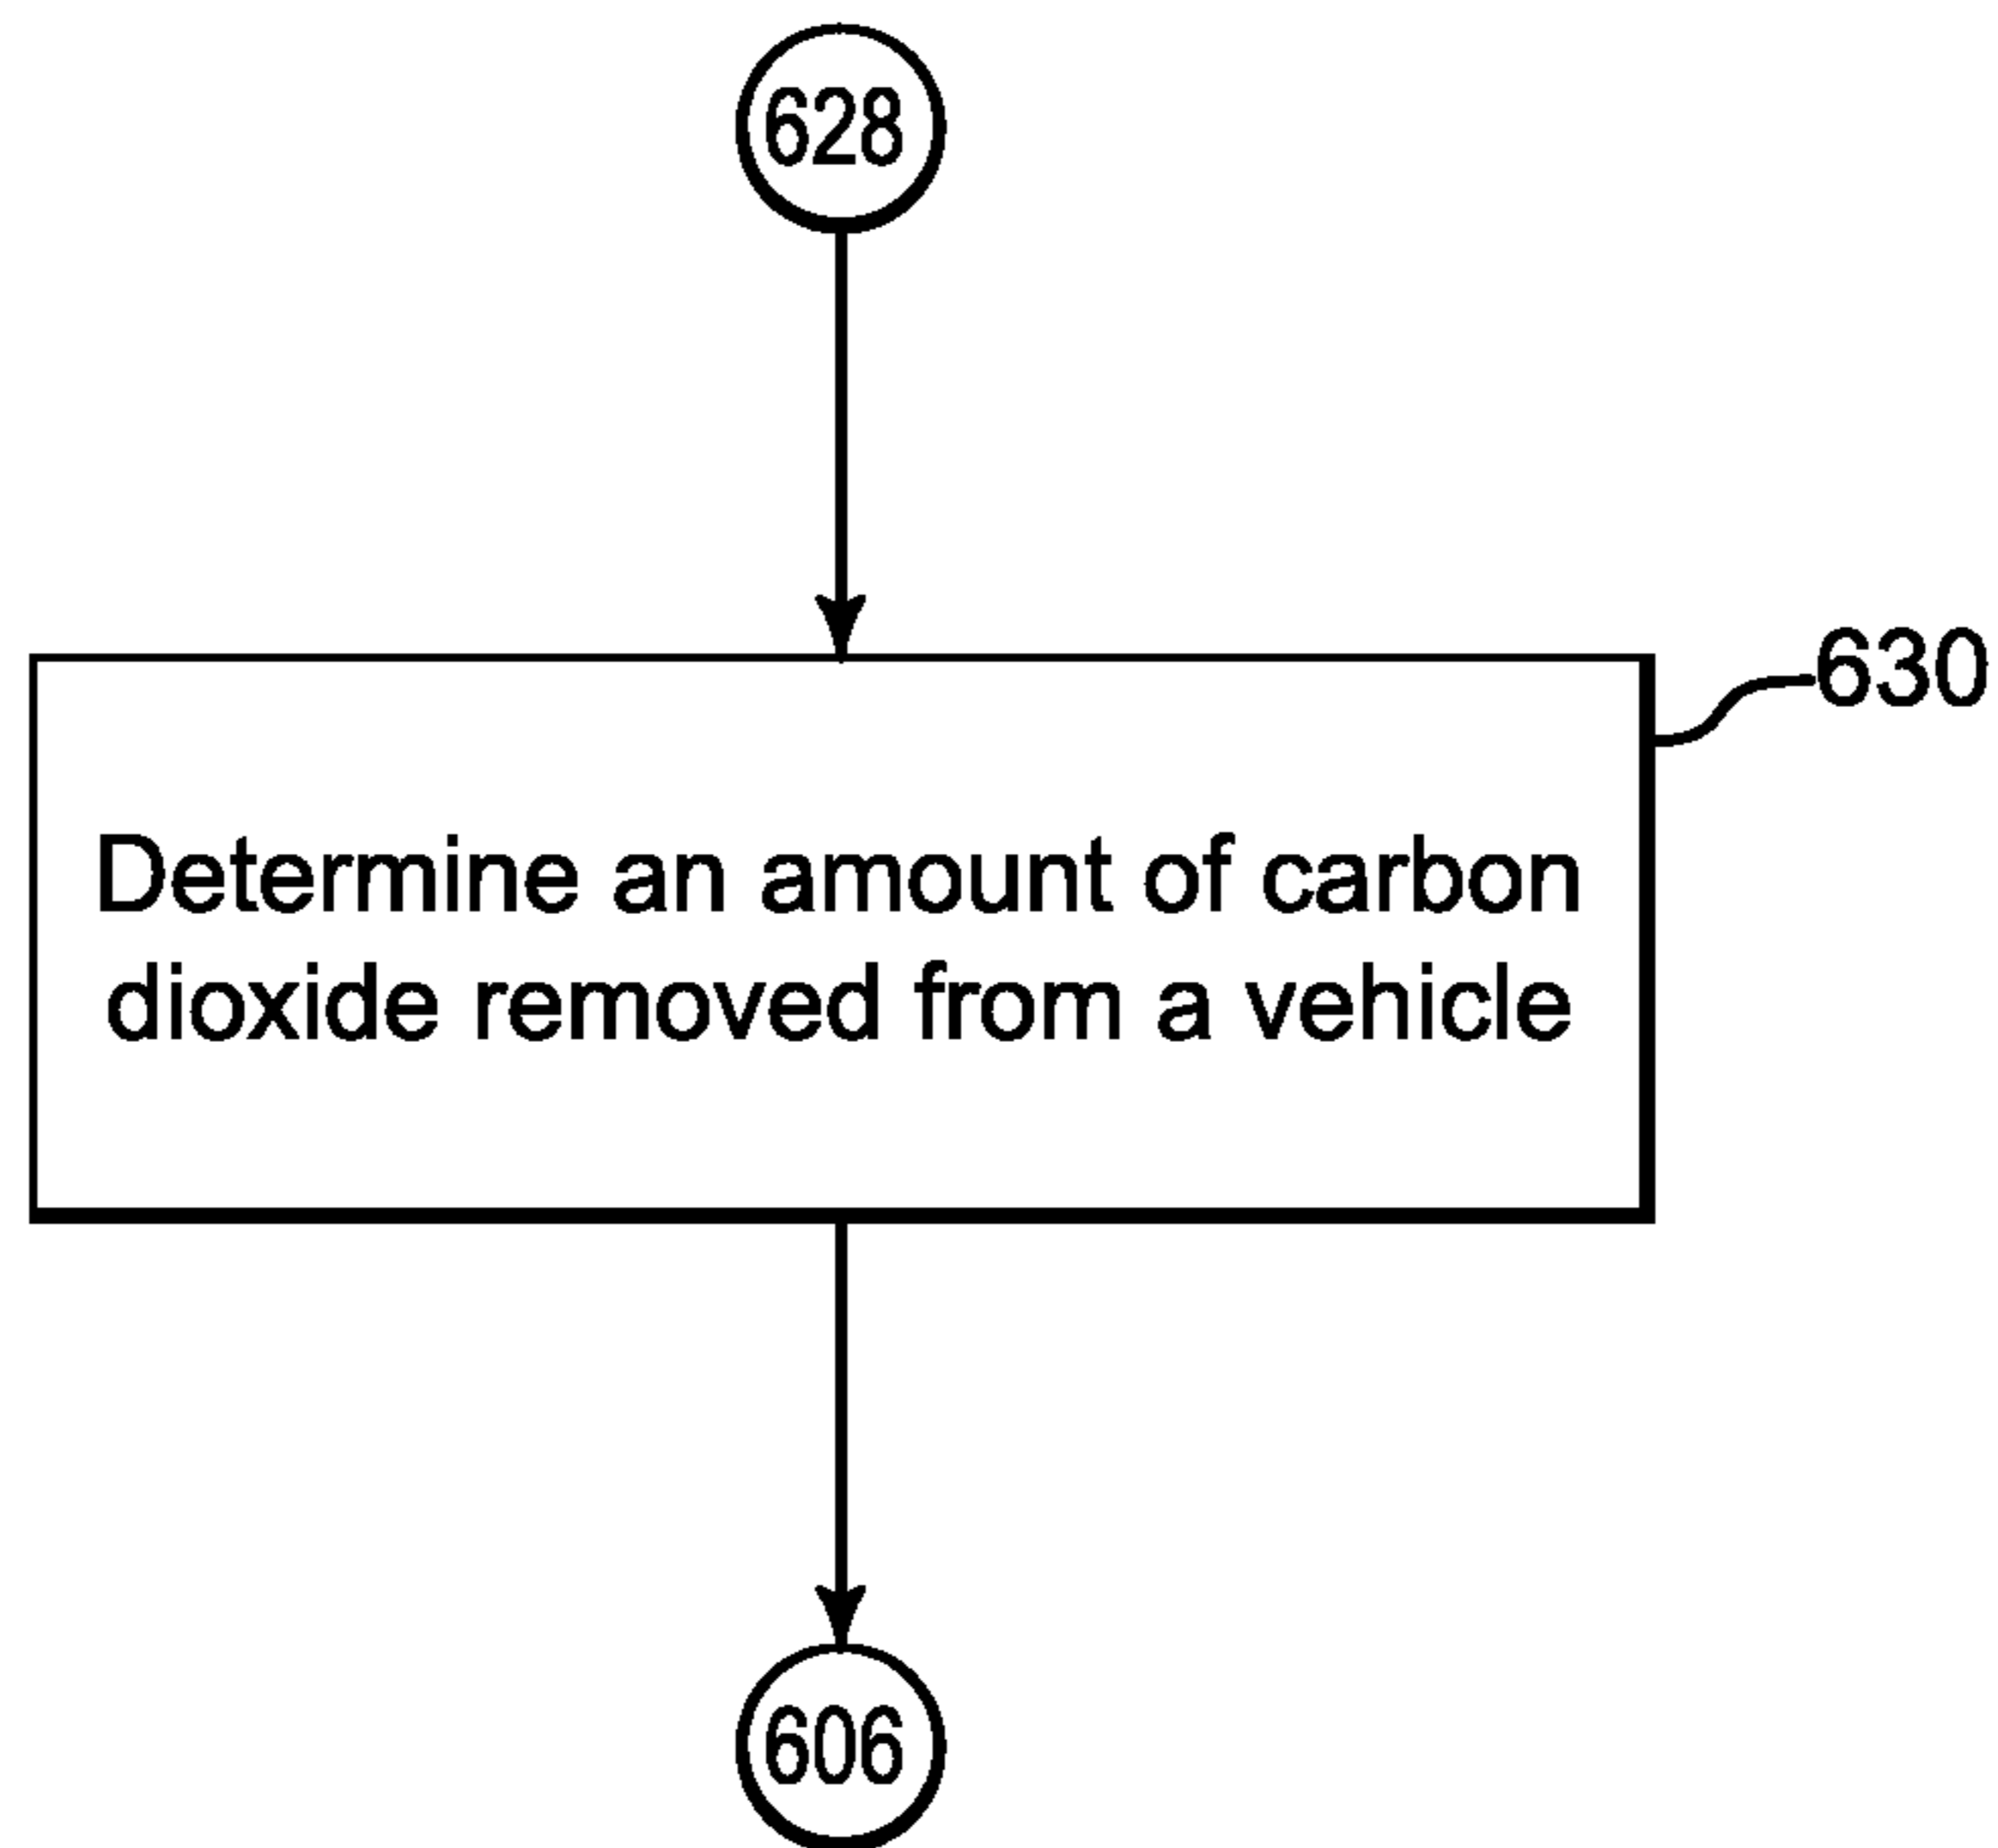 628
630
Determine an amount of carbon
dioxide removed from a vehicle
606